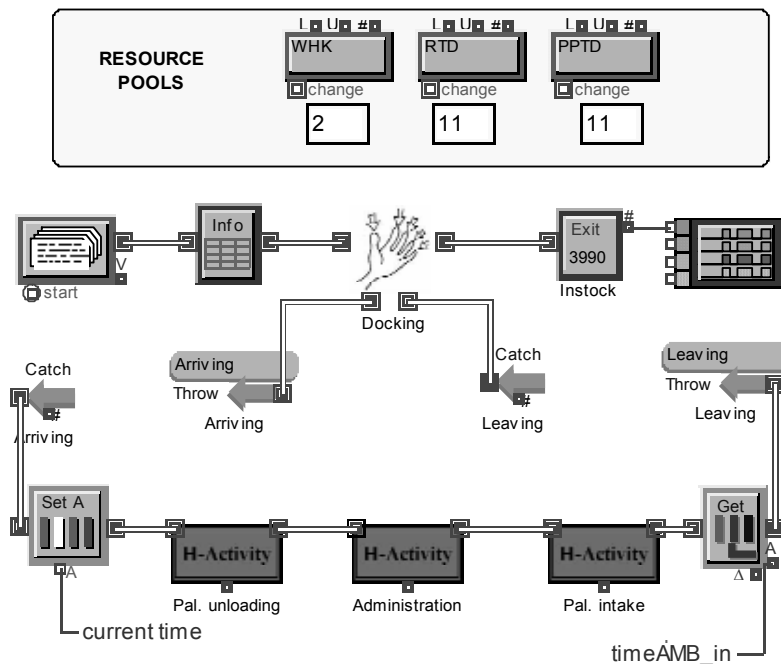 L U #
L U #
L U #
WHK
RTD
PPTD
RESOURCE
POOLS
change
change
change
2
11
11
Info
Exit
3990
#
V
start
Instock
Docking
Catch
Arriving
Catch
Leaving
Throw
Throw
#
Arriving
Arriving
#
Leaving
Leaving
Set A
Get
H-Activity
H-Activity
H-Activity
A
A
Δ
Pal. unloading
Administration
Pal. intake
current time
timeAMB_in